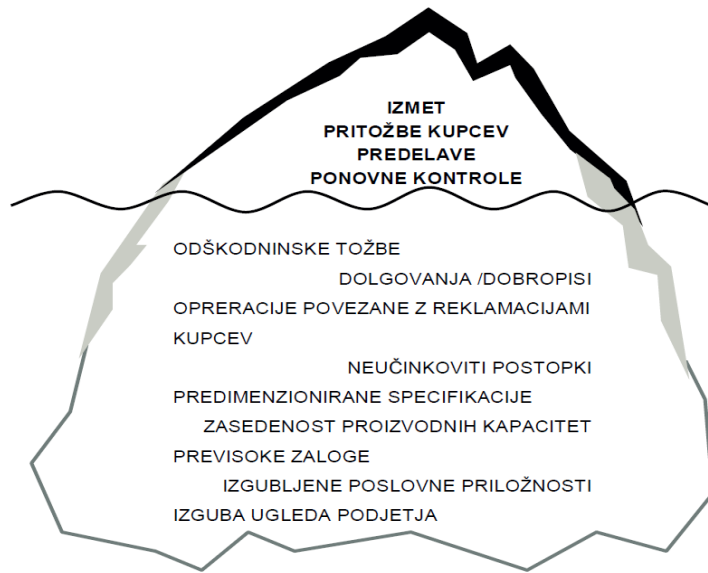 IZMET
PRITOŽBE KUPCEV
PREDELAVE
PONOVNE KONTROLE
ODŠKODNINSKE TOŽBE
DOLGOVANJA /DOBROPISI
OPRERACIJE POVEZANE Z REKLAMACIJAMI
KUPCEV
NEUČINKOVITI POSTOPKI
PREDIMENZIONIRANE SPECIFIKACIJE
ZASEDENOST PROIZVODNIH KAPACITET
PREVISOKE ZALOGE
IZGUBLJENE POSLOVNE PRILOŽNOSTI
IZGUBA UGLEDA PODJETJA